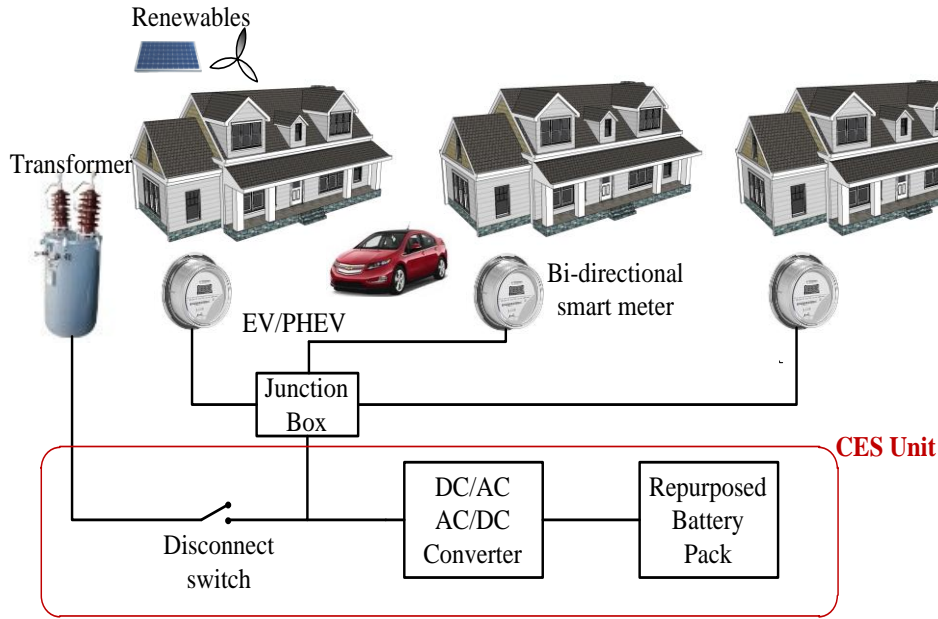 Renewables
Transformer
Bi-directional
smart meter
EV/PHEV
Junction
Box
CES Unit
DC/AC
AC/DC
Converter
Repurposed
Battery
Pack
Disconnect
switch